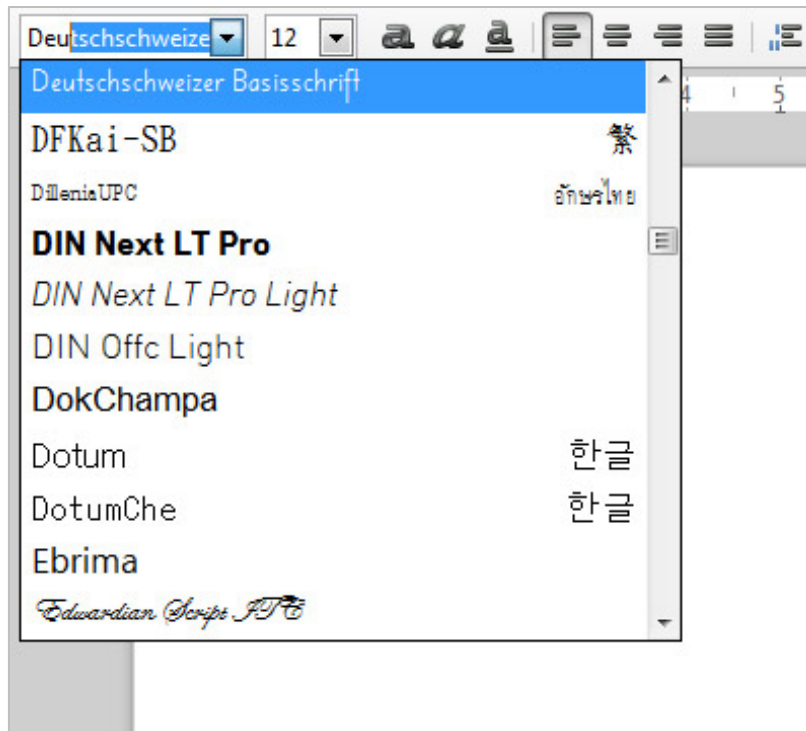 Deutschschweize 12 a a a
Deutschschweizer Basisschrift
4 5
DFKai-SB 繁
DilleniaUPC อักษรไทย
DIN Next LT Pro
DIN Next LT Pro Light
DIN Offc Light
DokChampa
Dotum 한글
DotumChe 한글
Ebrima
Edwardian Script ITC